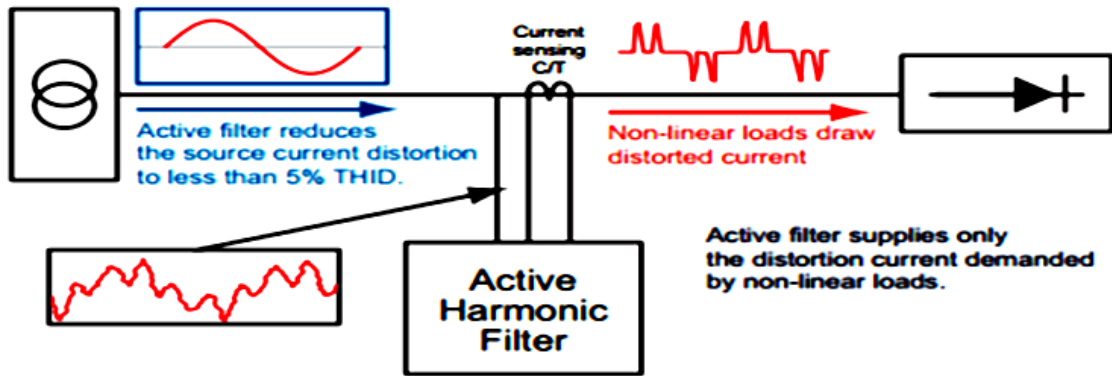 Current
sensing
C/T
Active filter reduces
the source current distortion
to less than 5% THID.
Non-linear loads draw
distorted current
Active filter supplies only
the distortion current demanded
by non-linear loads.
Active
Harmonic
Filter